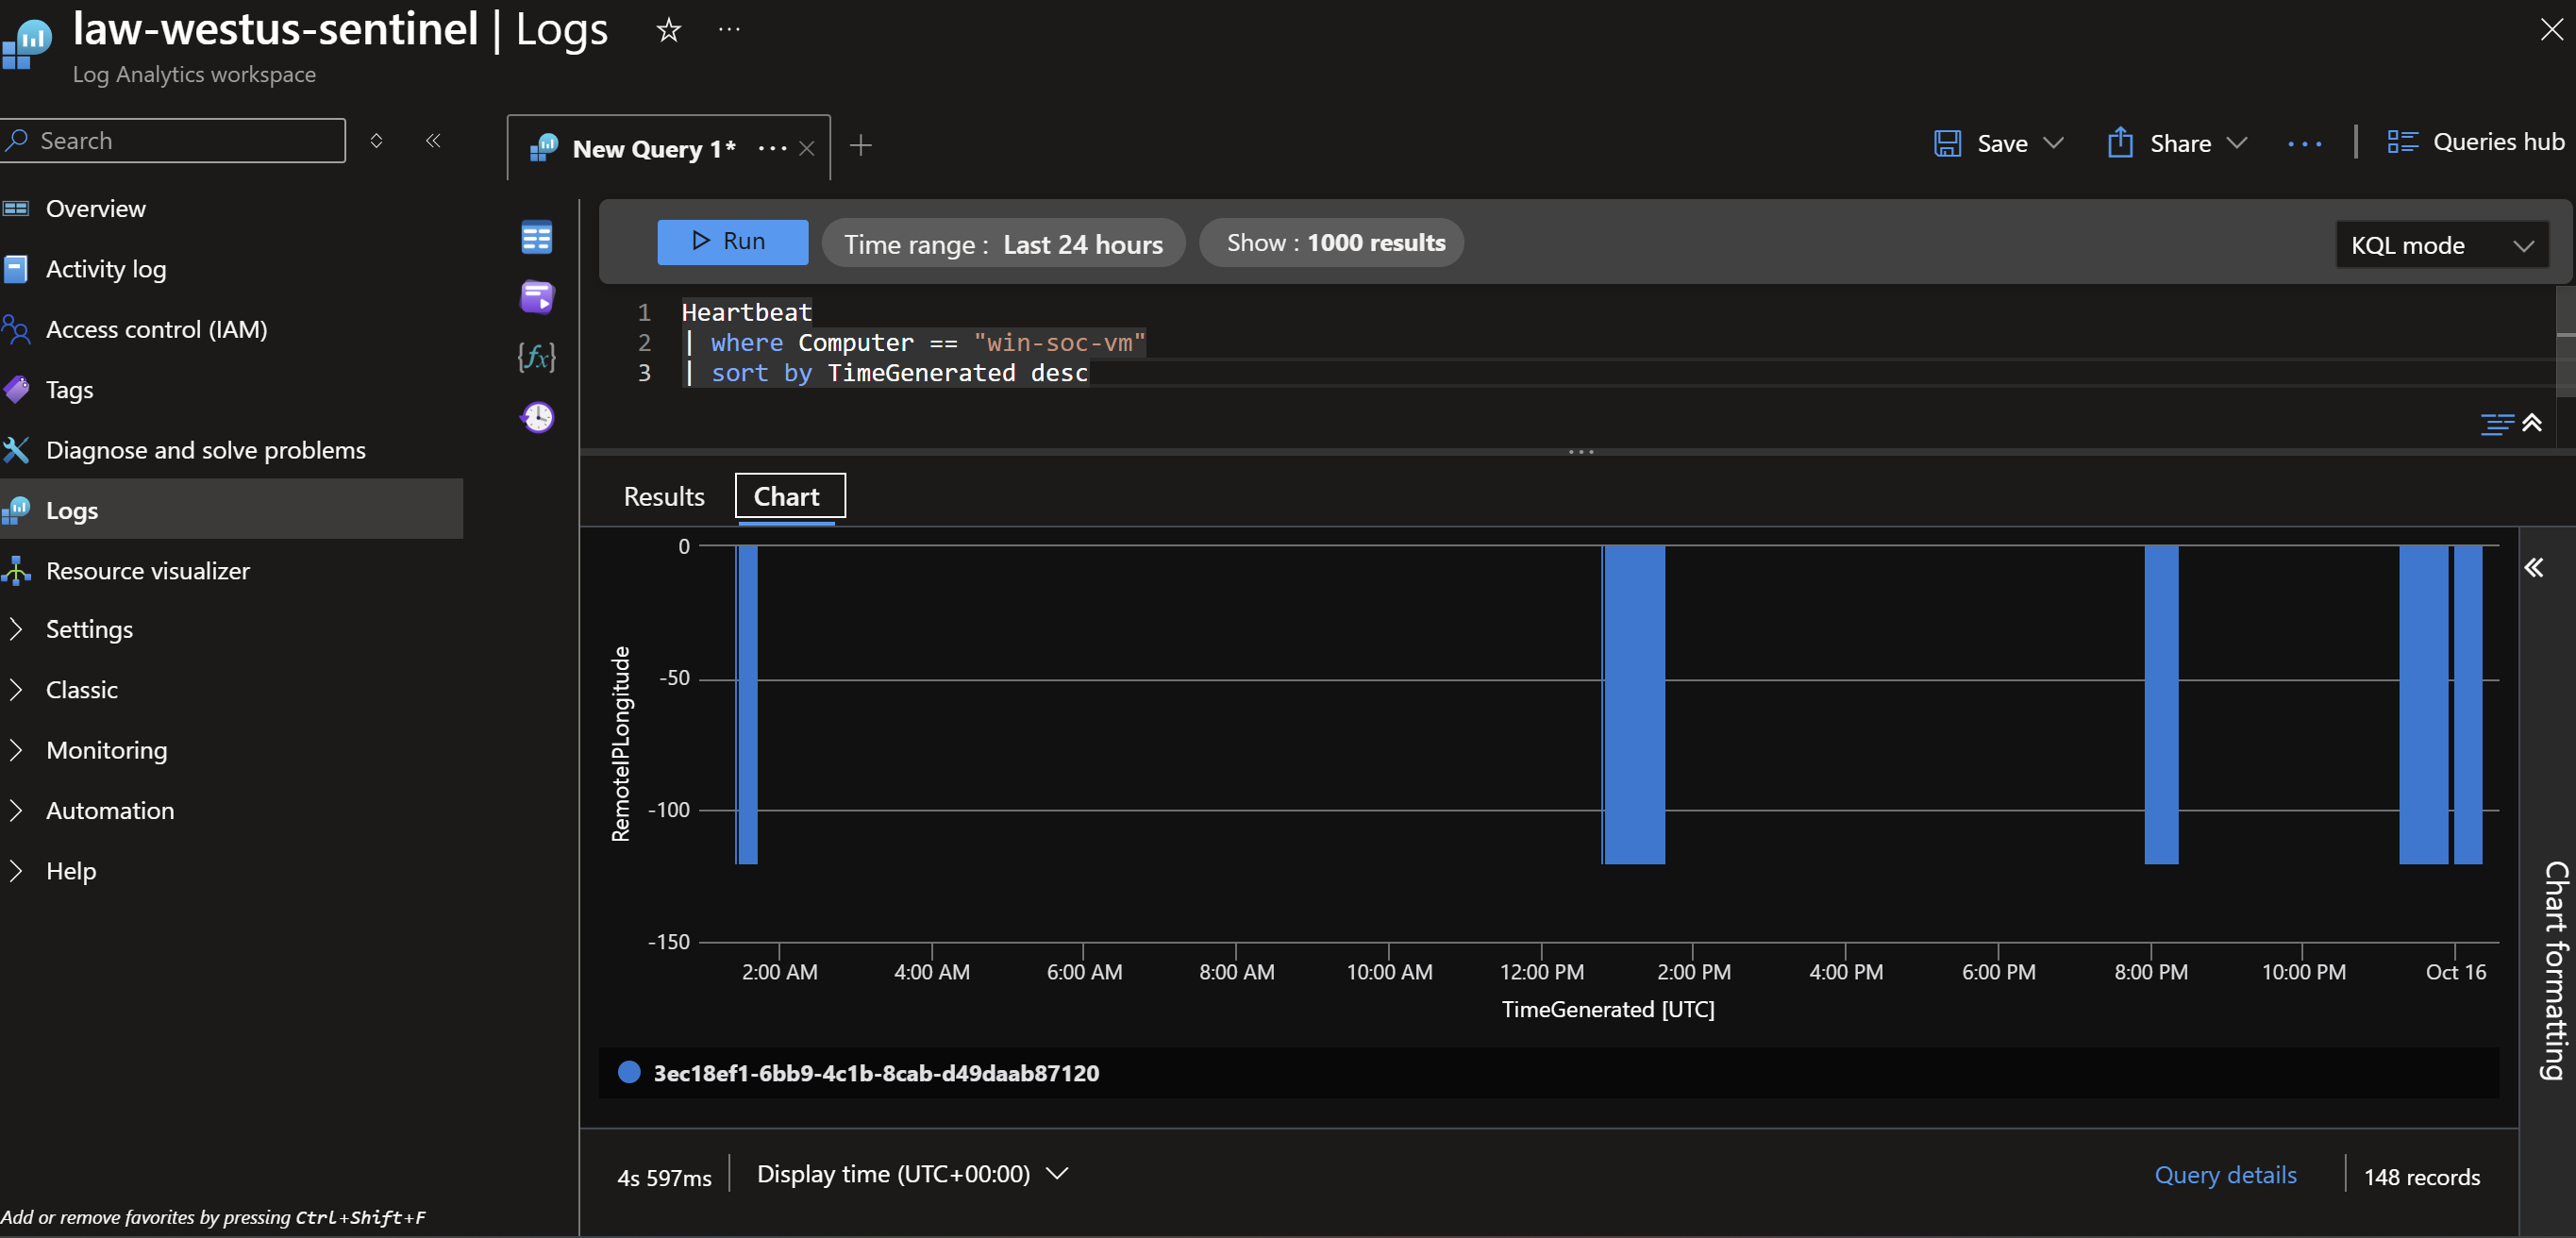 law-westus-sentinel | Logs
Log Analytics workspace
Search
Overview
Activity log
Access control (IAM)
Tags
Diagnose and solve problems
Logs
Resource visualizer
Settings
Classic
Monitoring
Automation
Help
Add or remove favorites by pressing Ctrl+Shift+F
New Query 1*
Save
Share
Queries hub
Run
Time range : Last 24 hours
Show : 1000 results
KQL mode
1 Heartbeat
2 | where Computer == "win-soc-vm"
3 | sort by TimeGenerated desc
Results
Chart
0
-50
-100
-150
RemoteIPLongitude
2:00 AM 4:00 AM 6:00 AM 8:00 AM 10:00 AM 12:00 PM 2:00 PM 4:00 PM 6:00 PM 8:00 PM 10:00 PM Oct 16
TimeGenerated [UTC]
3ec18ef1-6bb9-4c1b-8cab-d49daab87120
Chart formatting
4s 597ms
Display time (UTC+00:00)
Query details
148 records